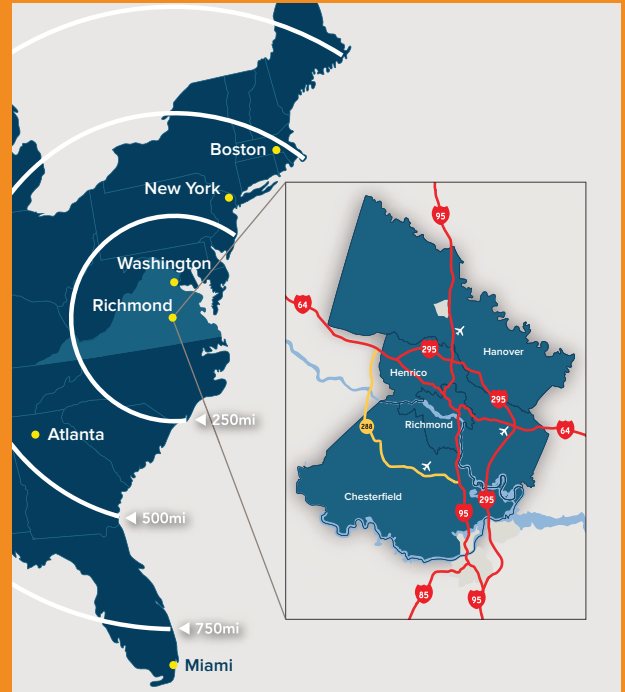 Boston
New York
Washington
Richmond
250mi
Atlanta
500mi
750mi
Miami
95
64
295
Hanover
Henrico
295
288
Richmond
64
Chesterfield
295
95
85
95